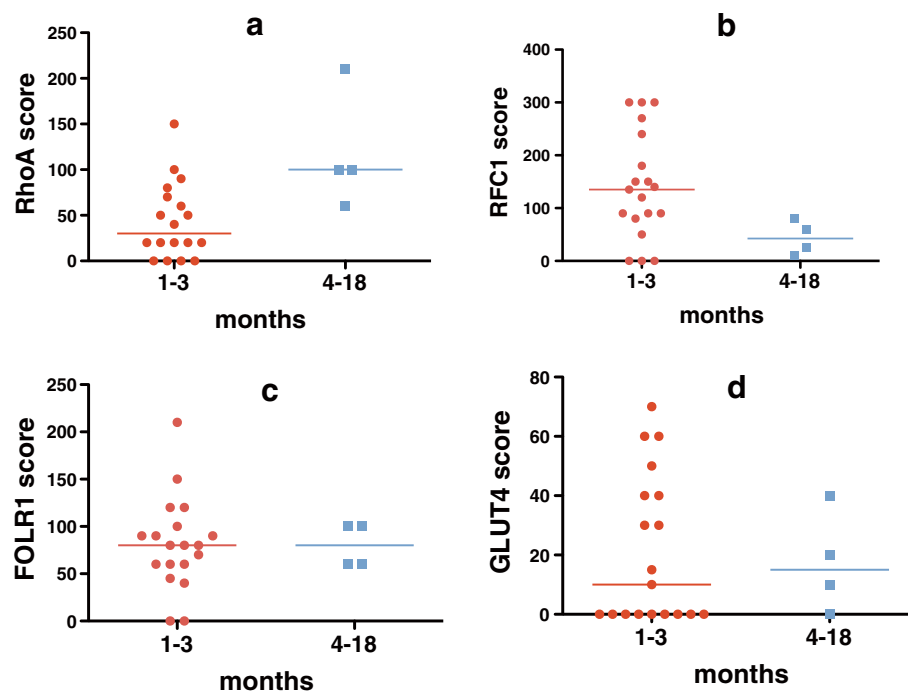 a
RhoA score
250
200
150
100
50
0
1-3
4-18
months
b
RFC1 score
400
300
200
100
0
1-3
4-18
months
c
FOLR1 score
250
200
150
100
50
0
1-3
4-18
months
d
GLUT4 score
80
60
40
20
0
1-3
4-18
months